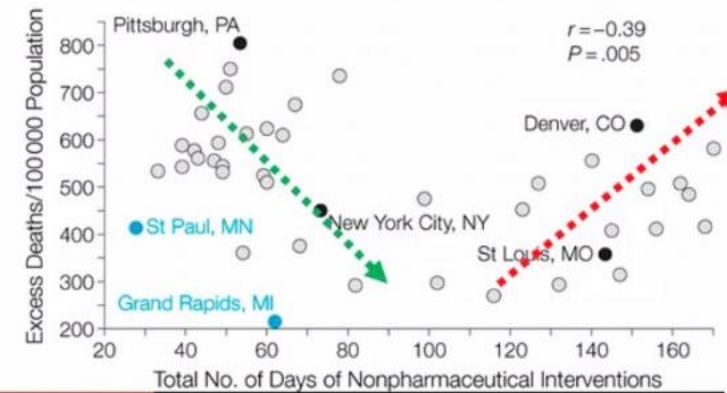 Pittsburgh, PA
r=−0.39
P=.005
Denver, CO
New York City, NY
St Paul, MN
St Louis, MO
Grand Rapids, MI
Excess Deaths/100000 Population
800
700
600
500
400
300
200
20 40 60 80 100 120 140 160
Total No. of Days of Nonpharmaceutical Interventions